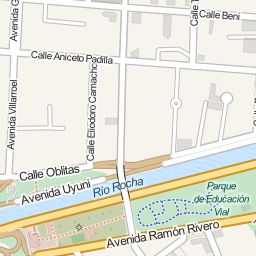 Avenida G
Calle Beni
Calle T
Calle Aniceto Padilla
Avenida Villarroel
Calle Eliodoro Camacho
Calle Oblitas
Avenida Uyuni
Río Rocha
Parque
de Educación
Vial
Avenida Ramón Rivero